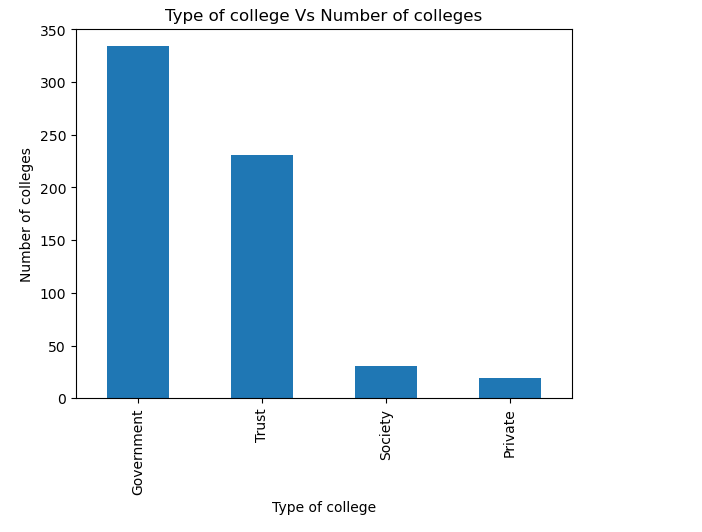 Type of college Vs Number of colleges
Number of colleges
350
300
250
200
150
100
50
0
Government
Trust
Society
Private
Type of college